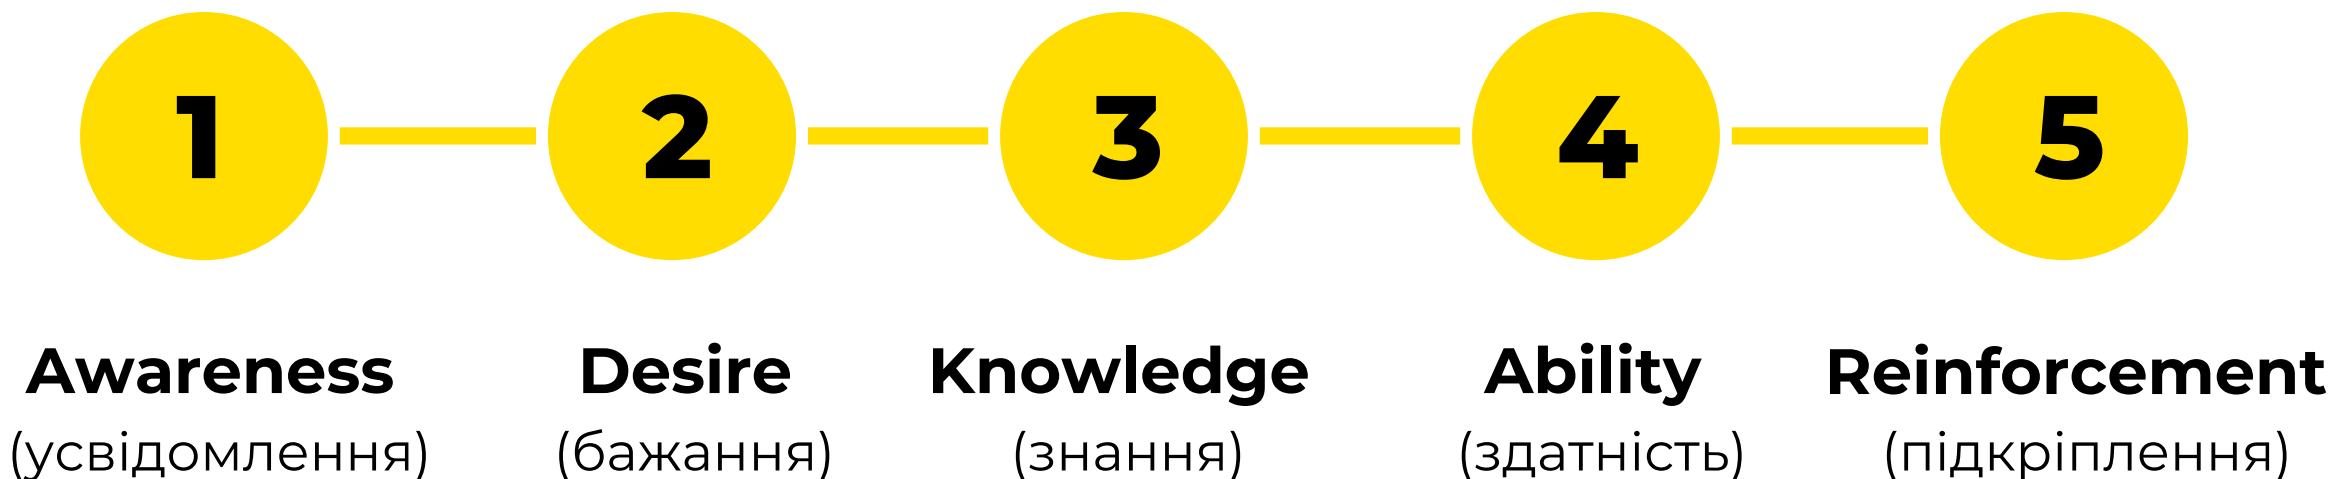 1 2 3 4 5
Awareness Desire Knowledge Ability Reinforcement
(усвідомлення) (бажання) (знання) (здатність) (підкріплення)